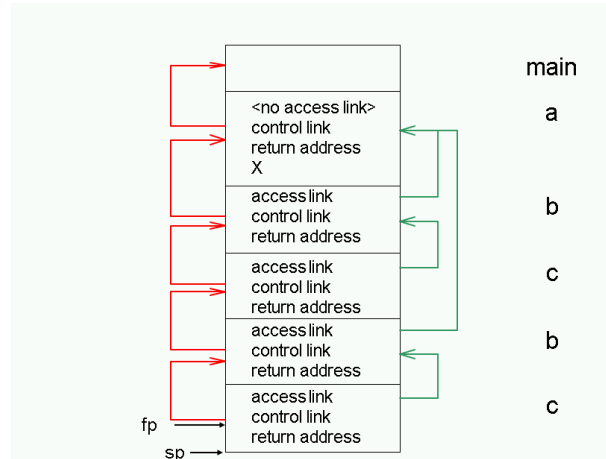 main
<no access link>
control link
return address
X
a
access link
control link
return address
b
access link
control link
return address
c
access link
control link
return address
b
access link
control link
return address
c
fp
sp